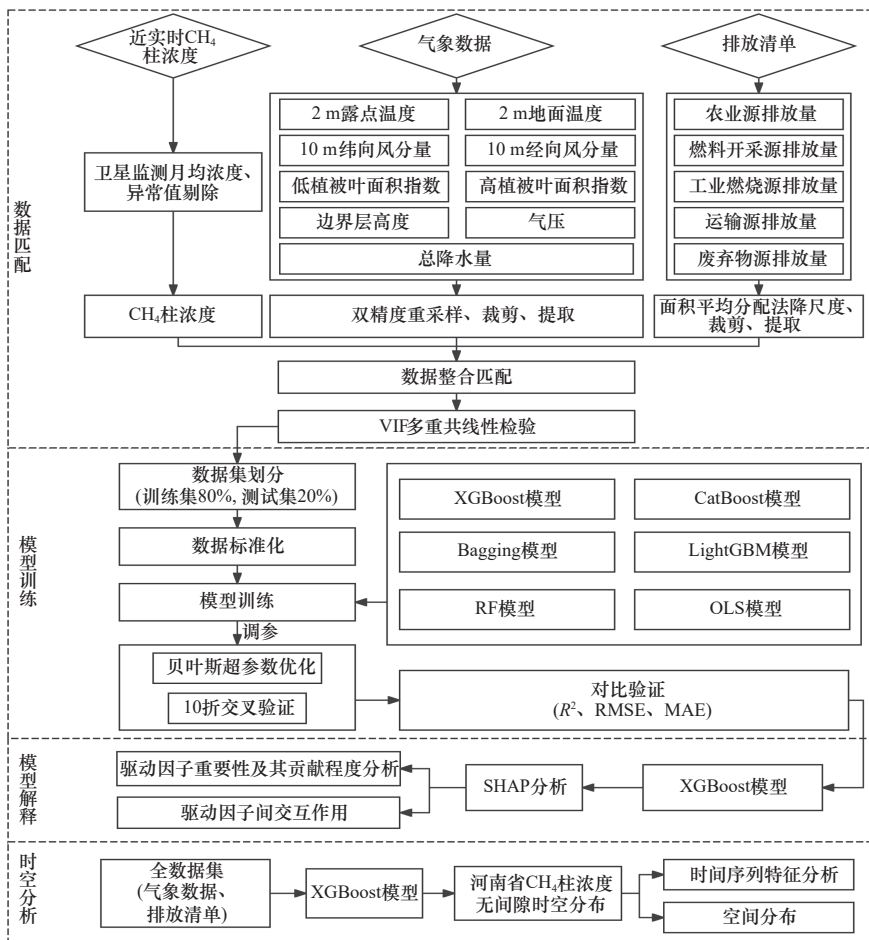 近实时CH₄
柱浓度
气象数据
排放清单
数据匹配
卫星监测月均浓度、
异常值剔除
2 m露点温度
2 m地面温度
10 m纬向风分量
10 m经向风分量
低植被叶面积指数
高植被叶面积指数
边界层高度
气压
总降水量
农业源排放量
燃料开采源排放量
工业燃烧源排放量
运输源排放量
废弃物源排放量
CH₄柱浓度
双精度重采样、裁剪、提取
面积平均分配法降尺度、
裁剪、提取
数据整合匹配
VIF多重共线性检验
模型训练
数据集划分
(训练集80%, 测试集20%)
数据标准化
模型训练
调参
贝叶斯超参数优化
10折交叉验证
XGBoost模型
CatBoost模型
Bagging模型
LightGBM模型
RF模型
OLS模型
对比验证
(R²、RMSE、MAE)
模型解释
驱动因子重要性及其贡献程度分析
驱动因子间交互作用
SHAP分析
XGBoost模型
时空分析
全数据集
(气象数据、
排放清单)
XGBoost模型
河南省CH₄柱浓度
无间隙时空分布
时间序列特征分析
空间分布